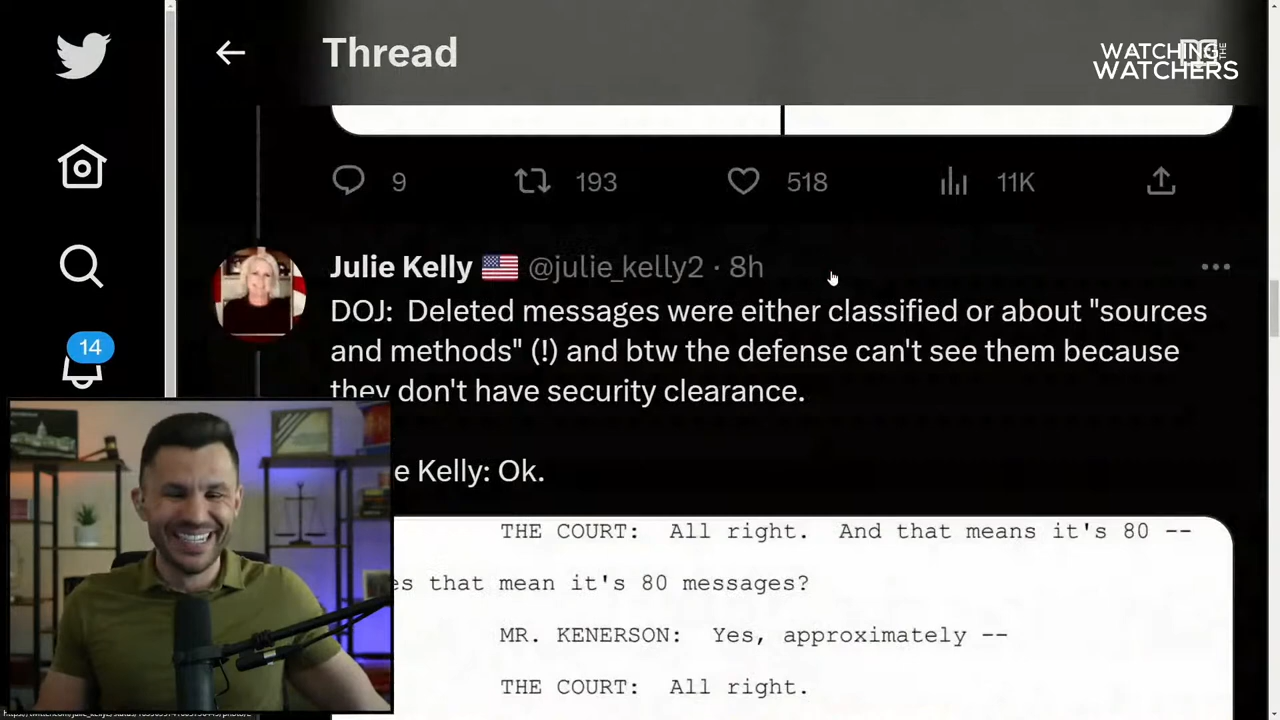 Thread
WATCHING THE
WATCHERS
9
193
518
11K
Julie Kelly @julie_kelly2 · 8h
DOJ: Deleted messages were either classified or about "sources
and methods" (!) and btw the defense can't see them because
they don't have security clearance.
14
e Kelly: Ok.
THE COURT: All right. And that means it's 80 --
es that mean it's 80 messages?
MR. KENERSON: Yes, approximately --
THE COURT: All right.